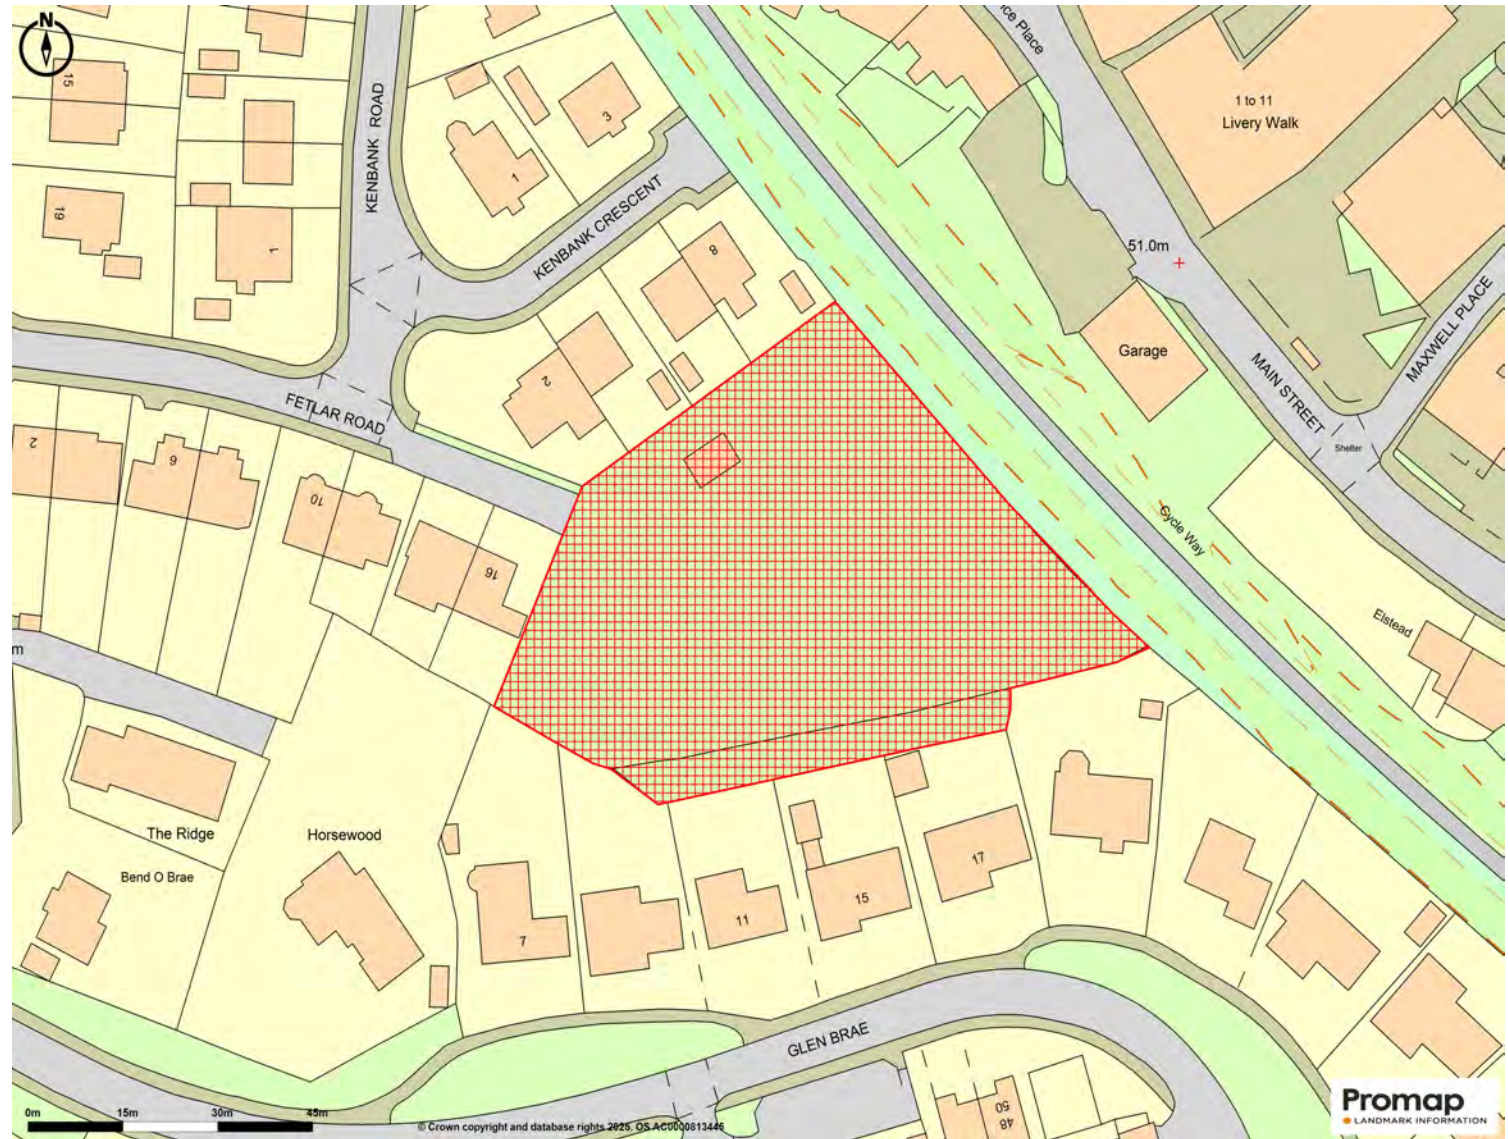 N
ice Place
15
KENBANK ROAD
3
1
1 to 11
Livery Walk
19
1
KENBANK CRESCENT
8
51.0m
MAXWELL PLACE
Garage
MAIN STREET
2
FETLAR ROAD
Shelter
2
6
10
16
Cycle Way
Elstead
m
The Ridge
Horsewood
Bend O Brae
7
11
15
17
GLEN BRAE
0m
15m
30m
45m
© Crown copyright and database rights 2025. OS AC0000813445
50
48
Promap
LANDMARK INFORMATION